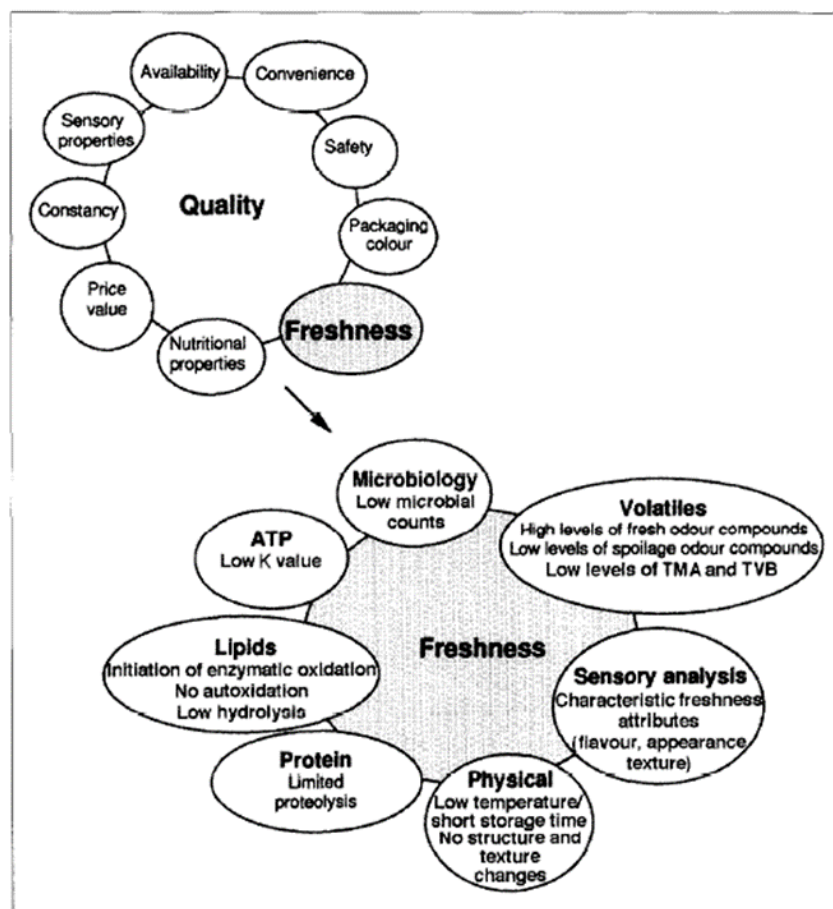 Availability
Convenience
Sensory
properties
Safety
Constancy
Quality
Packaging
colour
Price
value
Freshness
Nutritional
properties
Microbiology
Low microbial
counts
Volatiles
High levels of fresh odour compounds
Low levels of spoilage odour compounds
Low levels of TMA and TVB
ATP
Low K value
Lipids
Initiation of enzymatic oxidation
No autoxidation
Low hydrolysis
Freshness
Sensory analysis
Characteristic freshness
attributes
(flavour, appearance,
texture)
Protein
Limited
proteolysis
Physical
Low temperature/
short storage time
No structure and
texture
changes